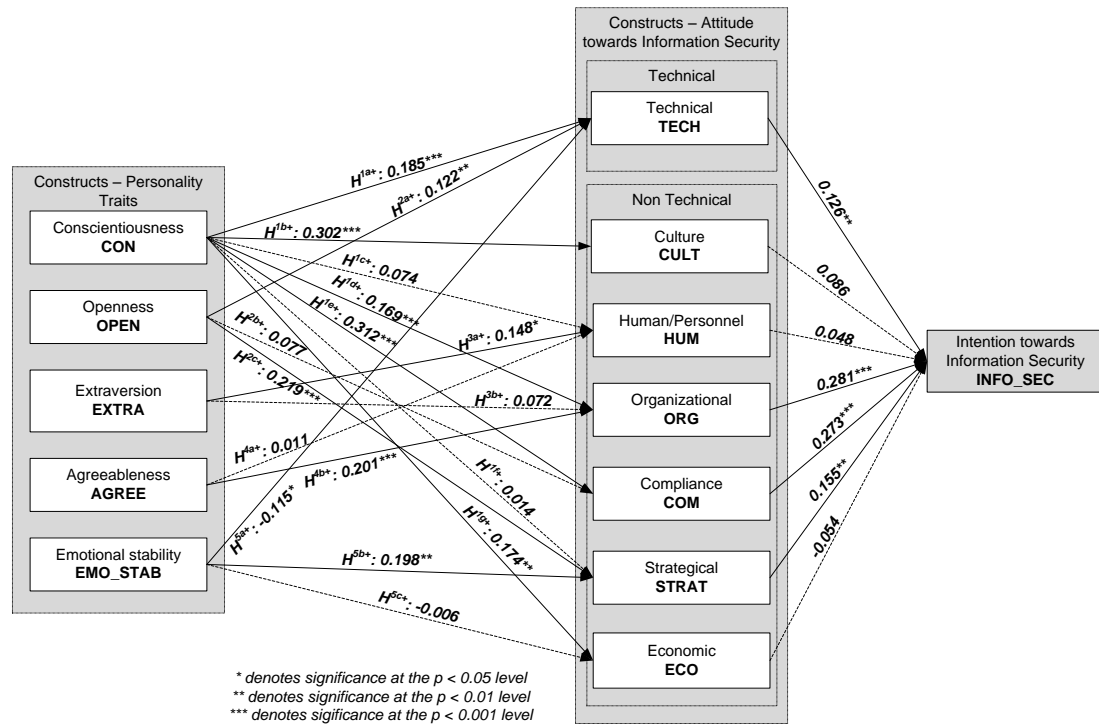 Constructs – Personality
Traits
Conscientiousness
CON
Openness
OPEN
Extraversion
EXTRA
Agreeableness
AGREE
Emotional stability
EMO_STAB
H1a+: 0.185***
H2a+: 0.122**
H1b+: 0.302***
H1c+: 0.074
H1d+: 0.169***
H1e+: 0.312***
H2b+: 0.077
H2c+: 0.219***
H3a+: 0.148*
H3b+: 0.072
H4a+: 0.011
H4b+: 0.201***
H1f+: 0.014
H1g+: 0.174**
H5a+: -0.115*
H5b+: 0.198**
H5c+: -0.006
Constructs – Attitude
towards Information Security
Technical
Technical
TECH
Non Technical
Culture
CULT
Human/Personnel
HUM
Organizational
ORG
Compliance
COM
Strategical
STRAT
Economic
ECO
0.126**
0.086
0.048
0.281***
0.273***
0.155**
-0.054
Intention towards
Information Security
INFO_SEC
* denotes significance at the p < 0.05 level
** denotes significance at the p < 0.01 level
*** denotes sigificance at the p < 0.001 level